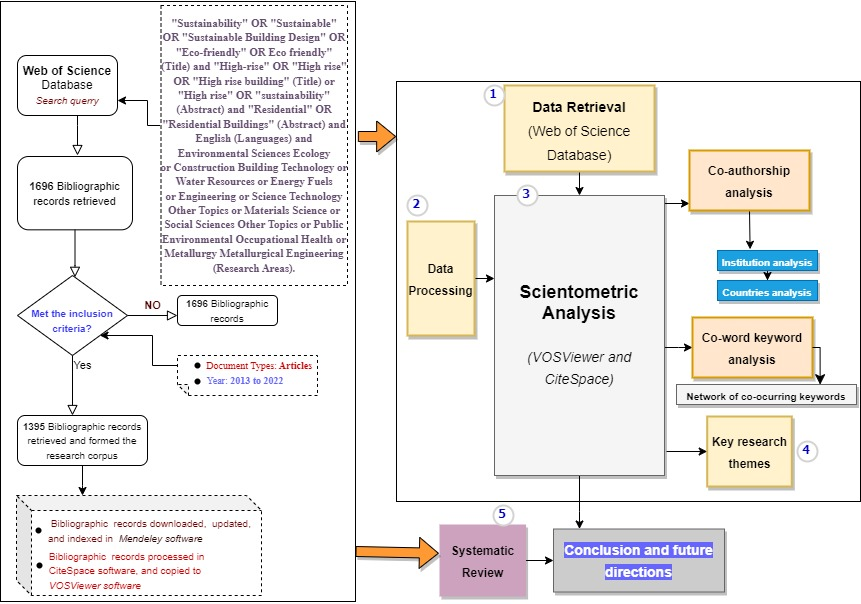 "Sustainability" OR "Sustainable"
OR "Sustainable Building Design" OR
"Eco-friendly" OR Eco friendly"
(Title) and "High-rise" OR "High rise"
OR "High rise building" (Title) or
"High rise" OR "sustainability"
(Abstract) and "Residential" OR
"Residential Buildings" (Abstract) and
English (Languages) and
Environmental Sciences Ecology
or Construction Building Technology or
Water Resources or Energy Fuels
or Engineering or Science Technology
Other Topics or Materials Science or
Social Sciences Other Topics or Public
Environmental Occupational Health or
Metallurgy Metallurgical Engineering
(Research Areas).
Web of Science
Database
Search querry
1696 Bibliographic
records retrieved
Met the inclusion
criteria?
NO
1696 Bibliographic
records
Yes
Document Types: Articles
Year: 2013 to 2022
1395 Bibliographic records
retrieved and formed the
research corpus
Bibliographic records downloaded, updated,
and indexed in Mendeley software
Bibliographic records processed in
CiteSpace software, and copied to
VOSViewer software
1
Data Retrieval
(Web of Science
Database)
2
Data
Processing
3
Scientometric
Analysis
(VOSViewer and
CiteSpace)
Co-authorship
analysis
Institution analysis
Countries analysis
Co-word keyword
analysis
Network of co-ocurring keywords
Key research
themes
4
5
Systematic
Review
Conclusion and future
directions